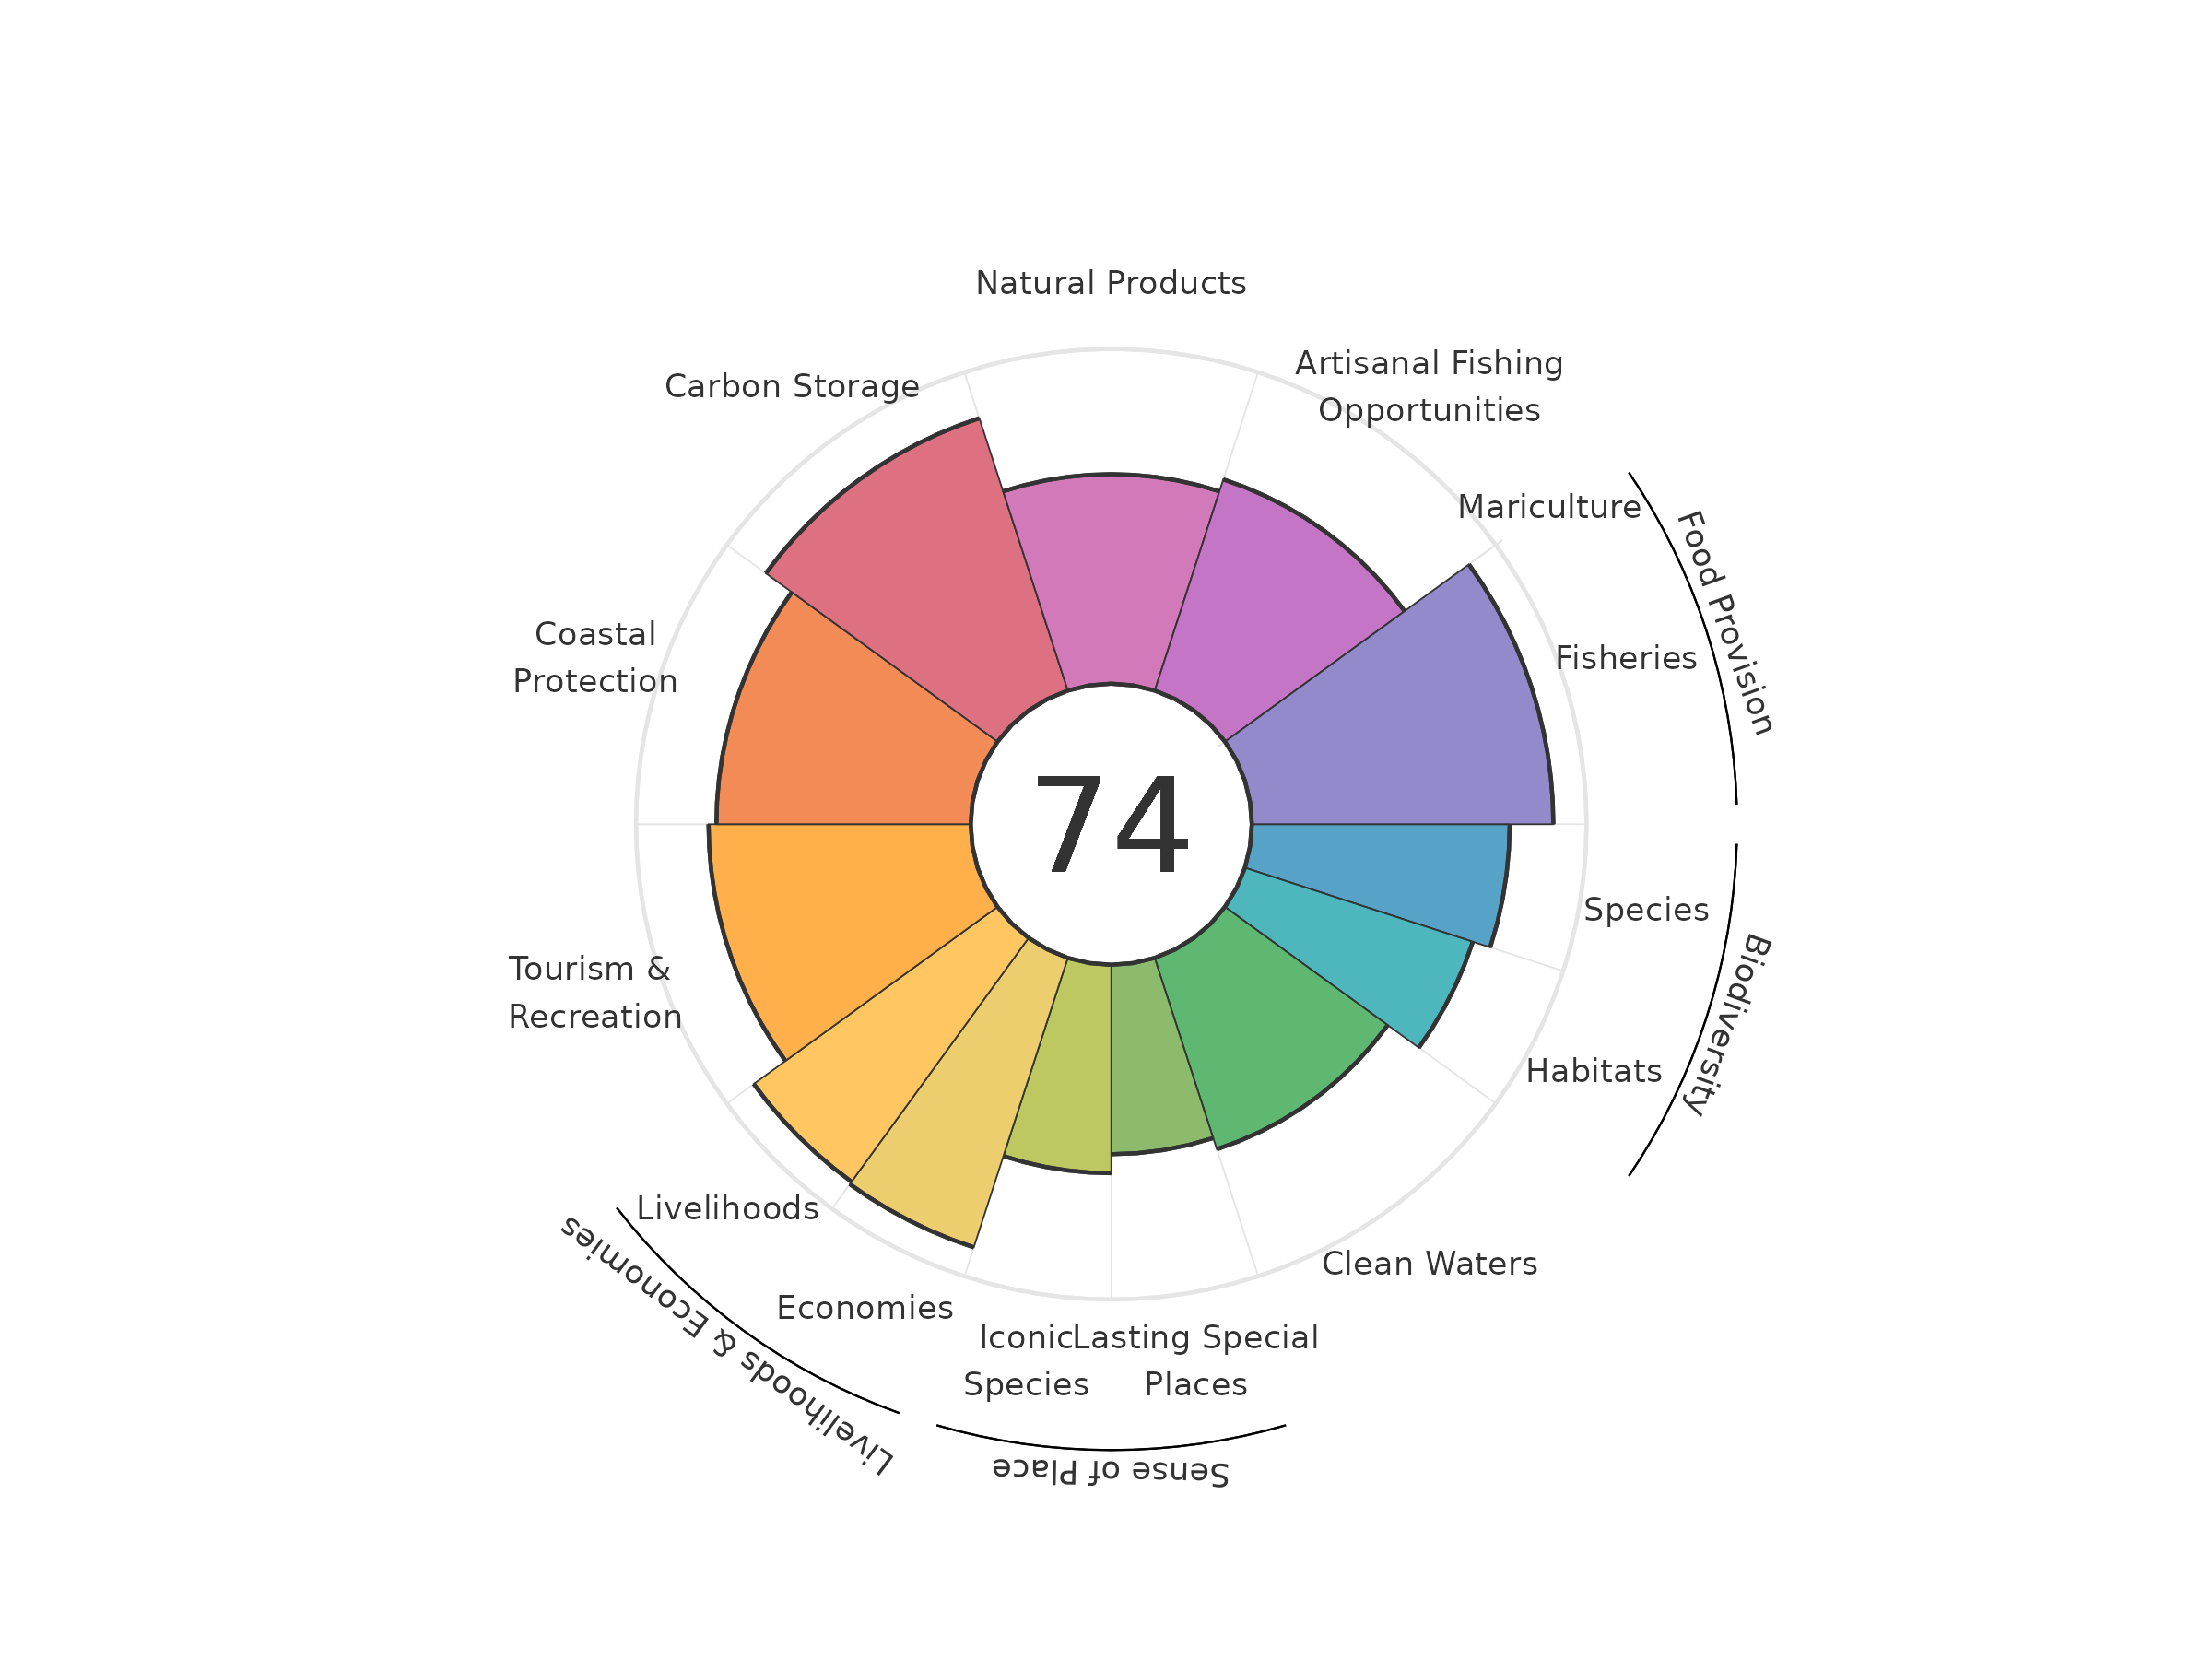 Natural Products
Artisanal Fishing
Opportunities
Carbon Storage
Mariculture
Food Provision
Coastal
Protection
Fisheries
74
Species
Biodiversity
Tourism &
Recreation
Habitats
Livelihoods
Livelihoods & Economies
Clean Waters
Economies
Iconic
Species
Lasting Special
Places
Sense of Place